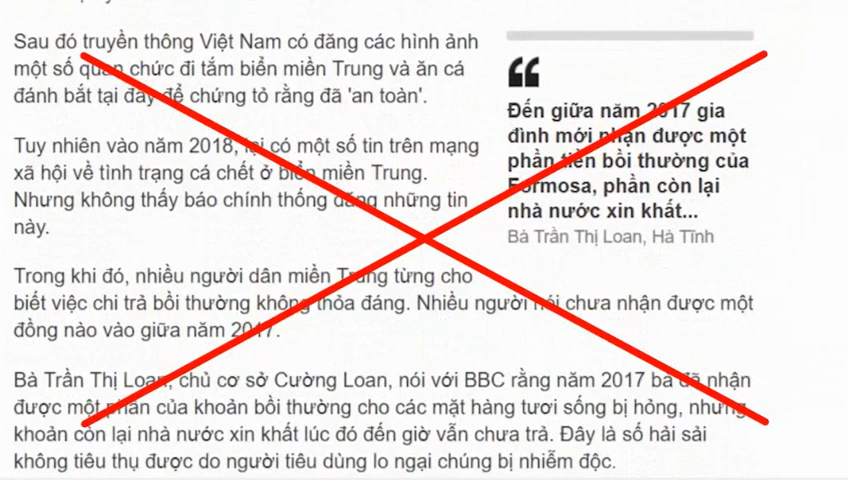 Sau đó truyền thông Việt Nam có đăng các hình ảnh
một số quan chức đi tắm biển miền Trung và ăn cá
đánh bắt tại đây để chứng tỏ rằng đã 'an toàn'.
Tuy nhiên vào năm 2018, lại có một số tin trên mạng
xã hội về tình trạng cá chết ở biển miền Trung.
Nhưng không thấy báo chính thống đăng những tin
này.
Trong khi đó, nhiều người dân miền Trung từng cho
biết việc chi trả bồi thường không thỏa đáng. Nhiều người nói chưa nhận được một
đồng nào vào giữa năm 2017.
Bà Trần Thị Loan, chủ cơ sở Cường Loan, nói với BBC rằng năm 2017 bà đã nhận
được một phần của khoản bồi thường cho các mặt hàng tươi sống bị hỏng, nhưng
khoản còn lại nhà nước xin khất lúc đó đến giờ vẫn chưa trả. Đây là số hải sải
không tiêu thụ được do người tiêu dùng lo ngại chúng bị nhiễm độc.
Đến giữa năm 2017 gia
đình mới nhận được một
phần tiền bồi thường của
Formosa, phần còn lại
nhà nước xin khất...
Bà Trần Thị Loan, Hà Tĩnh